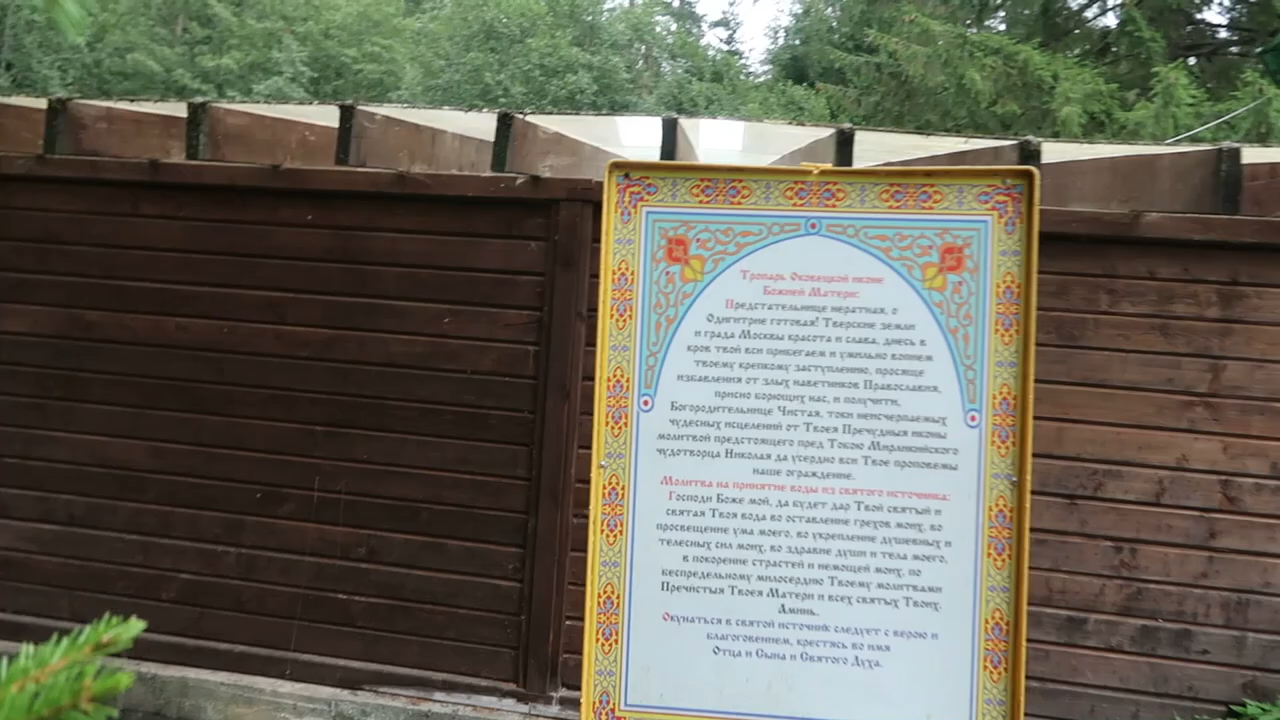 Тропарь Оковецкой иконе
Божией Матери:
Предстательнице нератная, о
Одигитрие готовая! Тверские земли
и града Москвы красота и слава, днесь в
кров твой вси прибегаем и умильно вопием
твоему крепкому заступлению, просяще
избавления от злых наветников Православия,
присно борющих нас, и получити,
Богородительнице Чистая, токи неисчерпаемых
чудесных исцелений от Твоея Пречудныя иконы
молитвой предстоящего пред Тобою Мирликийского
чудотворца Николая да усердно вси Твое проповемы
наше ограждение.
Молитва на принятие воды из святого источника:
Господи Боже мой, да будет дар Твой святый и
святая Твоя вода во оставление грехов моих, во
просвещение ума моего, во укрепление душевных и
телесных сил моих, во здравие души и тела моего,
в покорение страстей и немощей моих, по
беспредельному милосердию Твоему молитвами
Пречистыя Твоея Матери и всех святых Твоих.
Аминь.
Окунаться в святой источник следует с верою и
благоговением, крестясь во имя
Отца и Сына и Святого Духа.